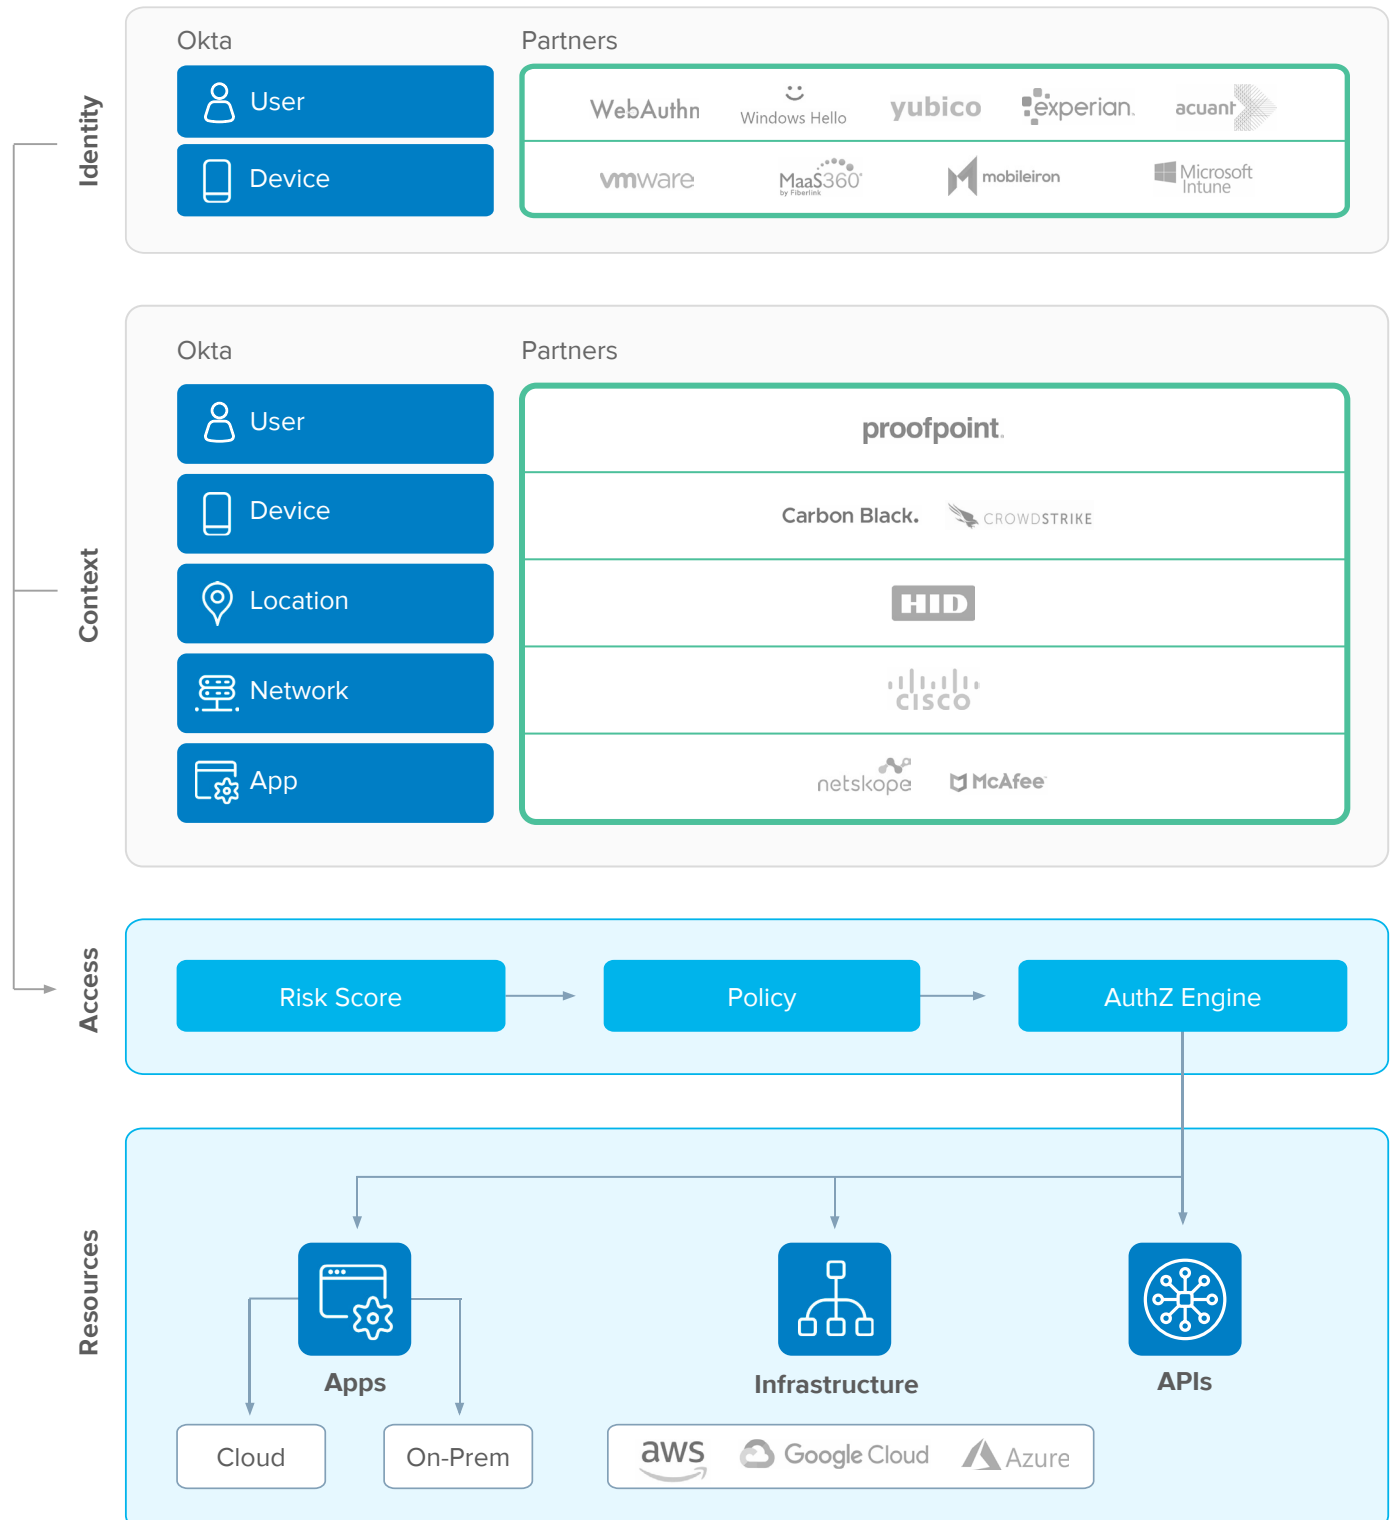 Identity
Okta
Partners
User
WebAuthn
Windows Hello
yubico
experian.
acuant
Device
vmware
MaaS360
by Fiberlink
mobileiron
Microsoft
Intune
Context
Okta
Partners
User
proofpoint.
Device
Carbon Black.
CROWDSTRIKE
Location
HID
Network
CISCO
App
netskope
McAfee
Access
Risk Score
Policy
AuthZ Engine
Resources
Apps
Infrastructure
APIs
Cloud
On-Prem
aws
Google Cloud
Azure